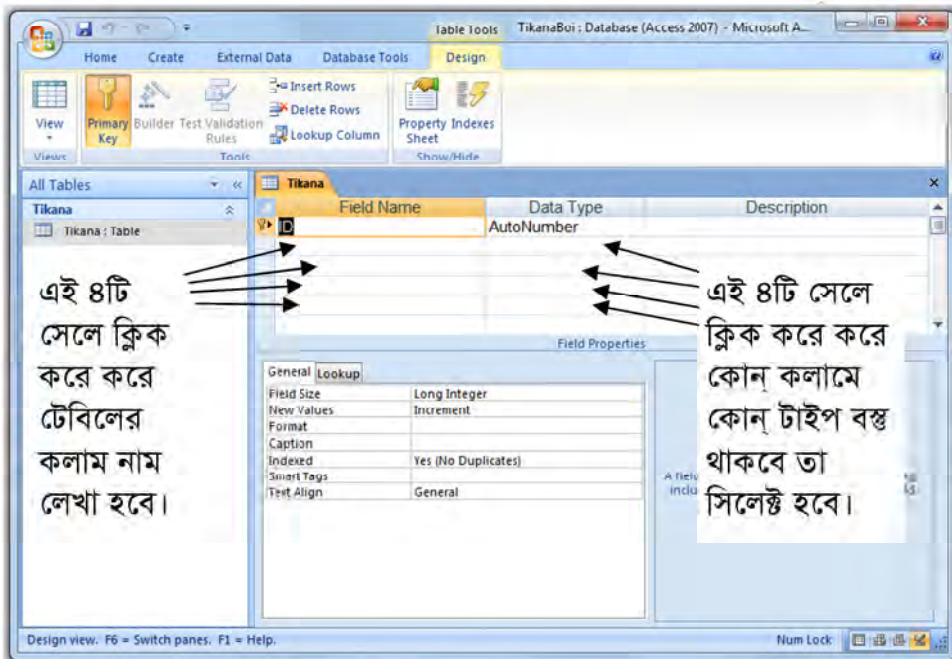 Table Tools TikanaBoi : Database (Access 2007) - Microsoft A...
Home Create External Data Database Tools Design
View
Primary Key
Builder
Test Validation Rules
Insert Rows
Delete Rows
Lookup Column
Property Sheet
Indexes
Views Tools Show/Hide
All Tables
Tikana
Tikana : Table
Tikana
Field Name Data Type Description
ID AutoNumber
এই ৪টি
সেলে ক্লিক
করে করে
টেবিলের
কলাম নাম
লেখা হবে।
এই ৪টি সেলে
ক্লিক করে করে
কোন্ কলামে
কোন্ টাইপ বস্তু
থাকবে তা
সিলেক্ট হবে।
Field Properties
General Lookup
Field Size Long Integer
New Values Increment
Format
Caption
Indexed Yes (No Duplicates)
Smart Tags
Text Align General
Design view. F6 = Switch panes. F1 = Help.
Num Lock